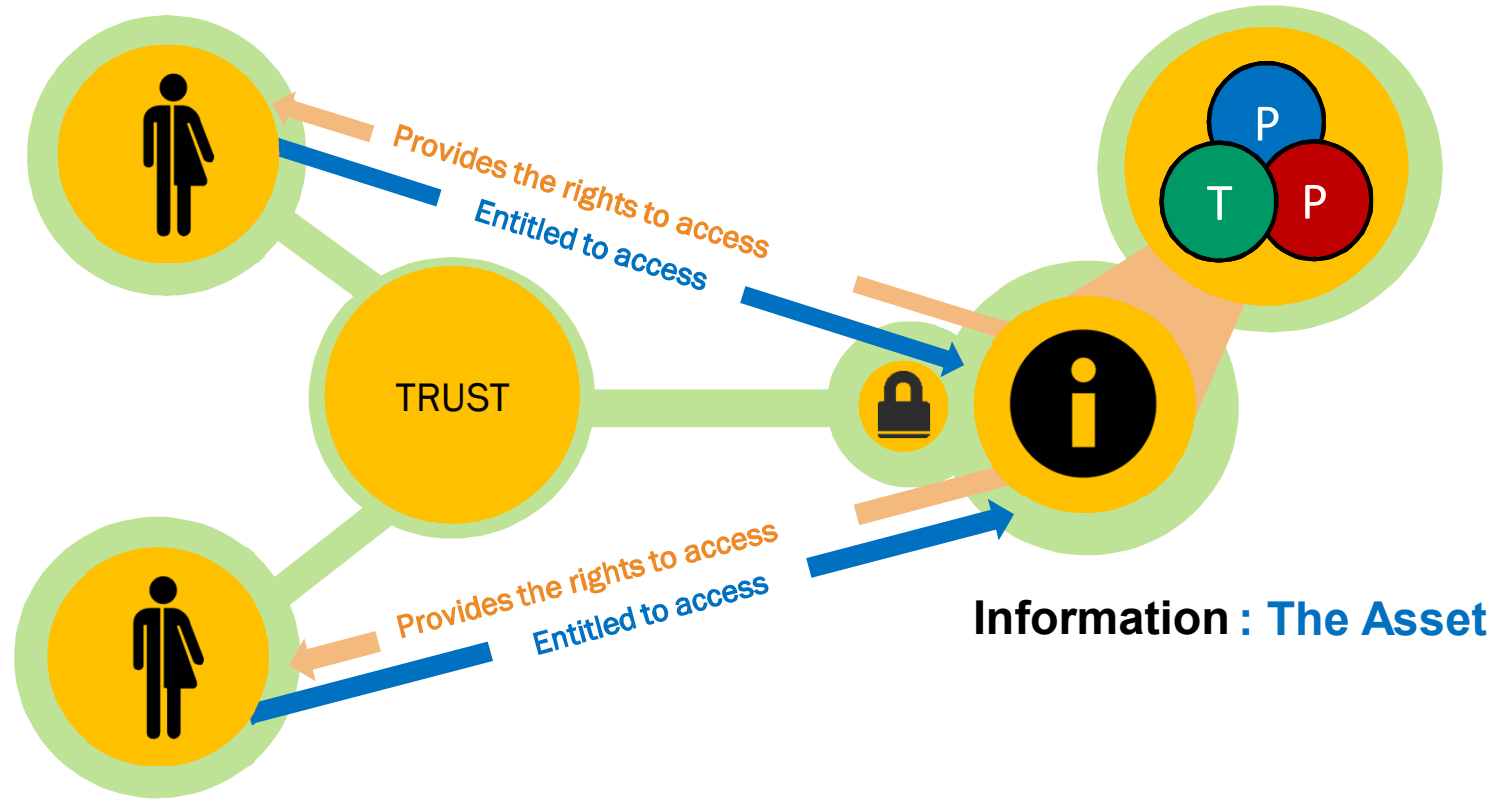 P
T
P
Provides the rights to access
Entitled to access
TRUST
i
Provides the rights to access
Entitled to access
Information : The Asset